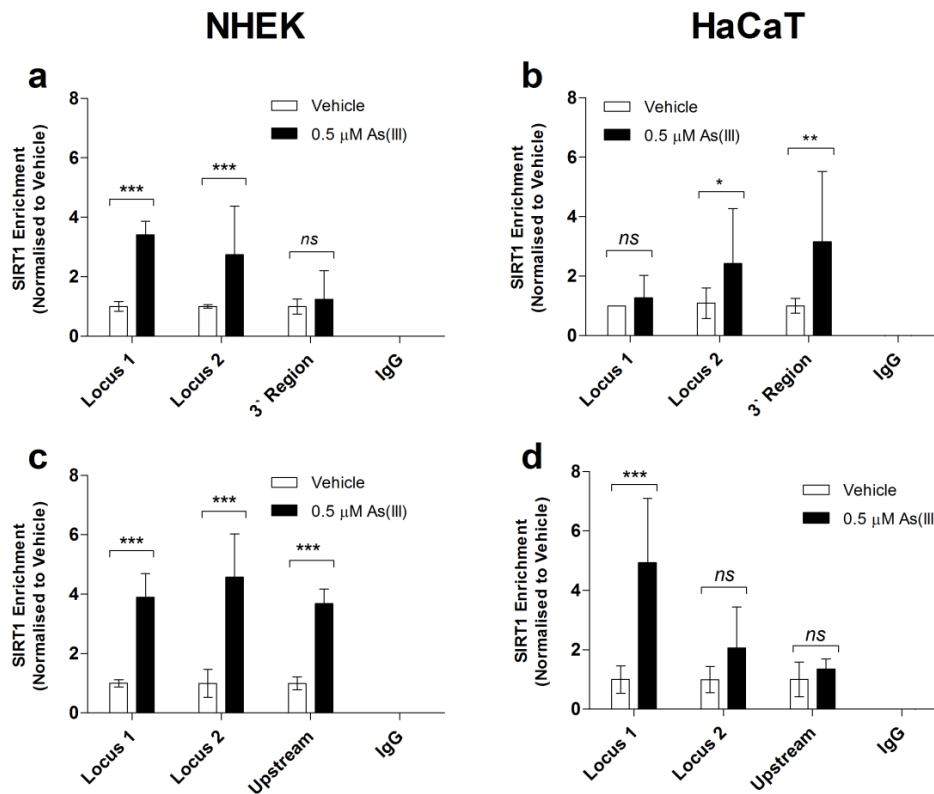 NHEK
HaCaT
a
8
6
4
2
0
SIRT1 Enrichment
(Normalised to Vehicle)
Vehicle
0.5 µM As(III)
***
***
ns
Locus 1
Locus 2
3` Region
IgG
b
8
6
4
2
0
SIRT1 Enrichment
(Normalised to Vehicle)
Vehicle
0.5 µM As(III)
ns
*
**
Locus 1
Locus 2
3` Region
IgG
c
8
6
4
2
0
SIRT1 Enrichment
(Normalised to Vehicle)
Vehicle
0.5 µM As(III)
***
***
***
Locus 1
Locus 2
Upstream
IgG
d
8
6
4
2
0
SIRT1 Enrichment
(Normalised to Vehicle)
Vehicle
0.5 µM As(III)
***
ns
ns
Locus 1
Locus 2
Upstream
IgG